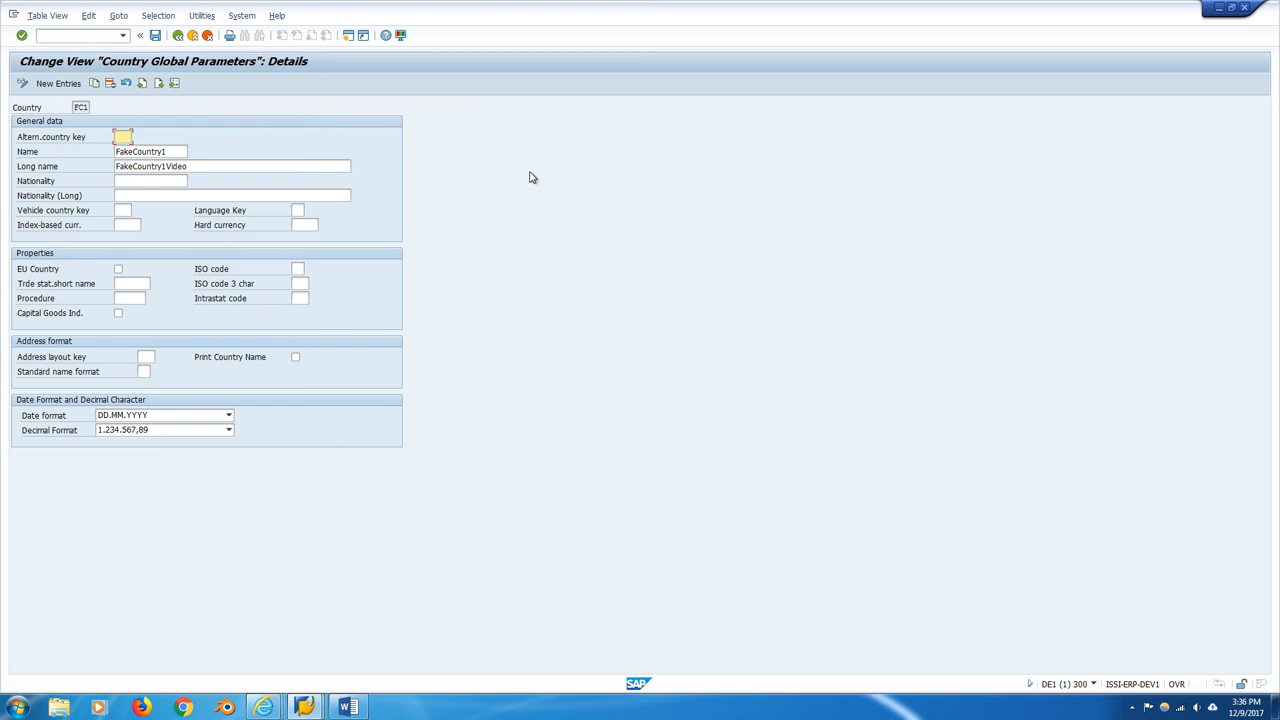 Table View Edit Goto Selection Utilities System Help
Change View "Country Global Parameters": Details
New Entries
Country FC1
General data
Altern.country key
Name FakeCountry1
Long name FakeCountry1Video
Nationality
Nationality (Long)
Vehicle country key Language Key
Index-based curr. Hard currency
Properties
EU Country ISO code
Trde stat.short name ISO code 3 char
Procedure Intrastat code
Capital Goods Ind.
Address format
Address layout key Print Country Name
Standard name format
Date Format and Decimal Character
Date format DD.MM.YYYY
Decimal Format 1.234.567,89
SAP DE1 (1) 300 ISSI-ERP-DEV1 OVR
3:36 PM
12/9/2017